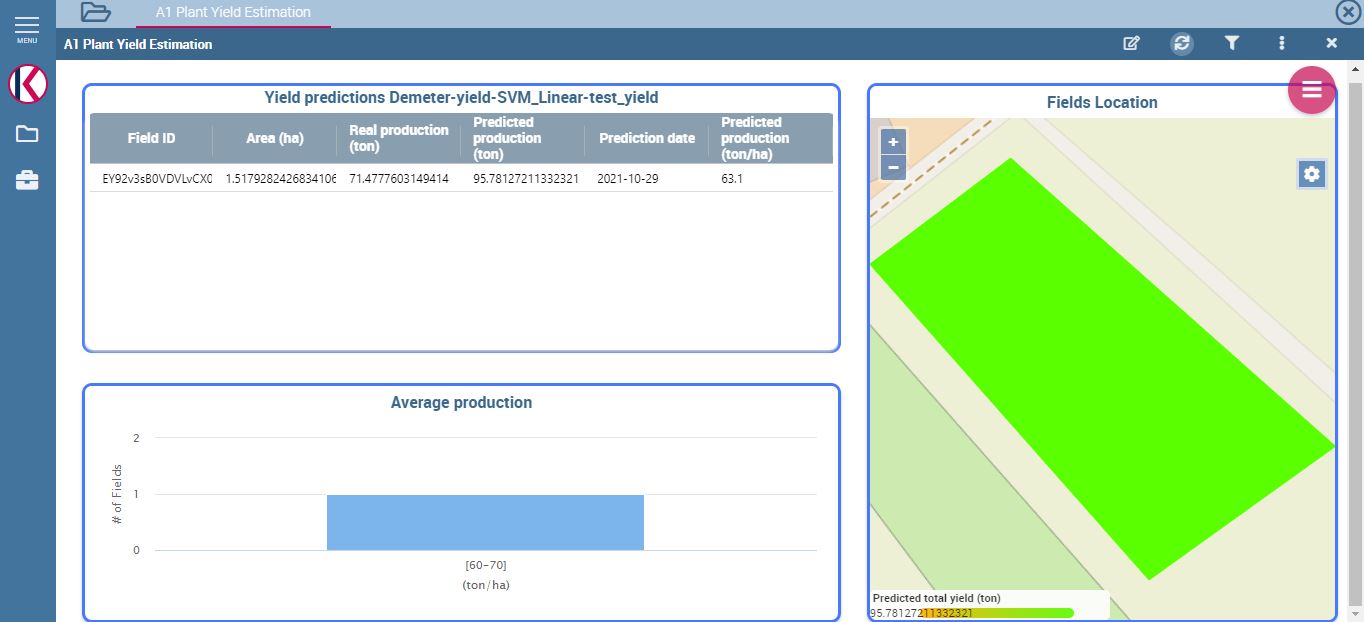 A1 Plant Yield Estimation
MENU
A1 Plant Yield Estimation
Yield predictions Demeter-yield-SVM_Linear-test_yield
Field ID
Area (ha)
Real production
(ton)
Predicted
production
(ton)
Prediction date
Predicted
production
(ton/ha)
EY92v3sB0VDVLvCX0
1.5179282426834106
71.4777603149414
95.78127211332321
2021-10-29
63.1
Average production
2
1
0
# of Fields
[60-70]
(ton/ha)
Fields Location
+
−
Predicted total yield (ton)
95.78127211332321